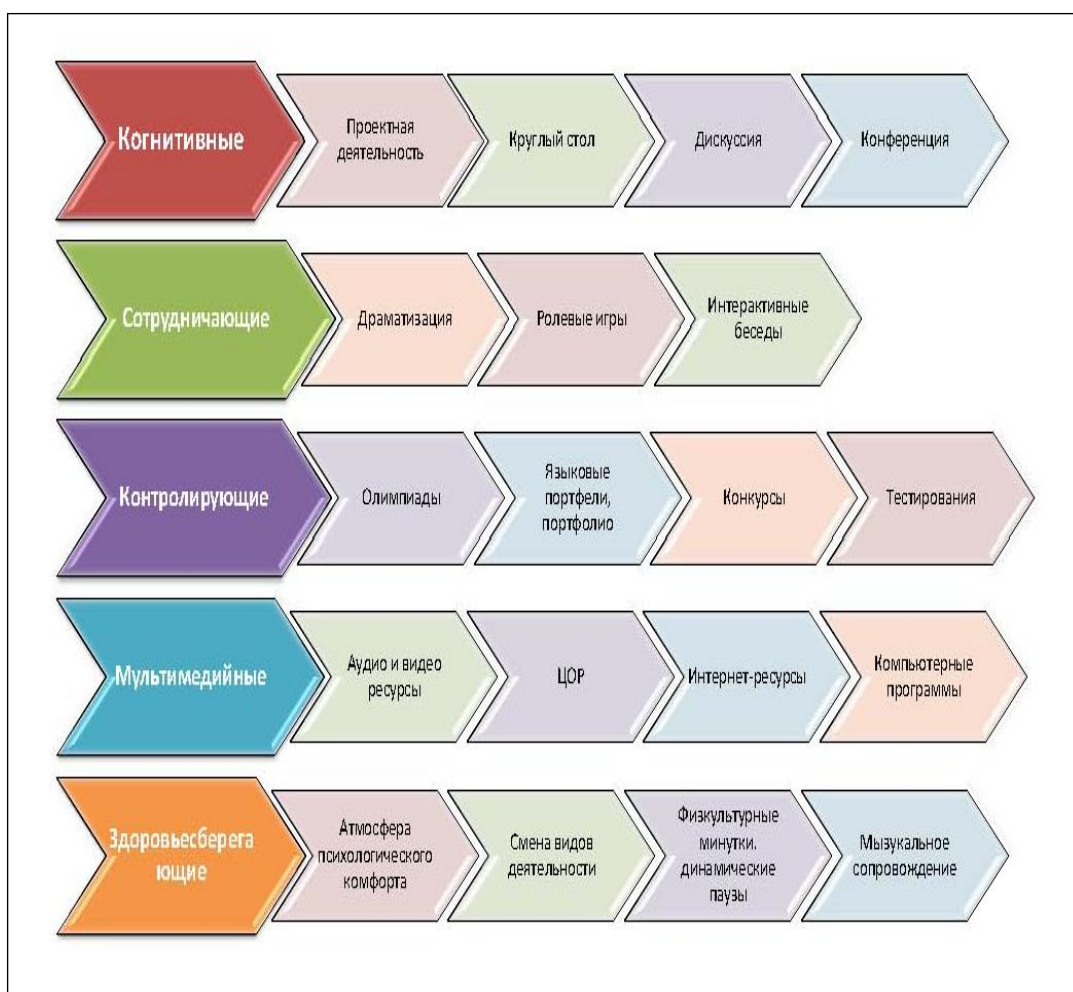 Когнитивные
Проектная
деятельность
Круглый стол
Дискуссия
Конференция
Сотрудничающие
Драматизация
Ролевые игры
Интерактивные
беседы
Контролирующие
Олимпиады
Языковые
портфели,
портфолио
Конкурсы
Тестирования
Мультимедийные
Аудио и видео
ресурсы
ЦОР
Интернет-ресурсы
Компьютерные
программы
Здоровьесберега
ющие
Атмосфера
психологического
комфорта
Смена видов
деятельности
Физкультурные
минутки.
динамические
паузы
Мызукальное
сопровождение